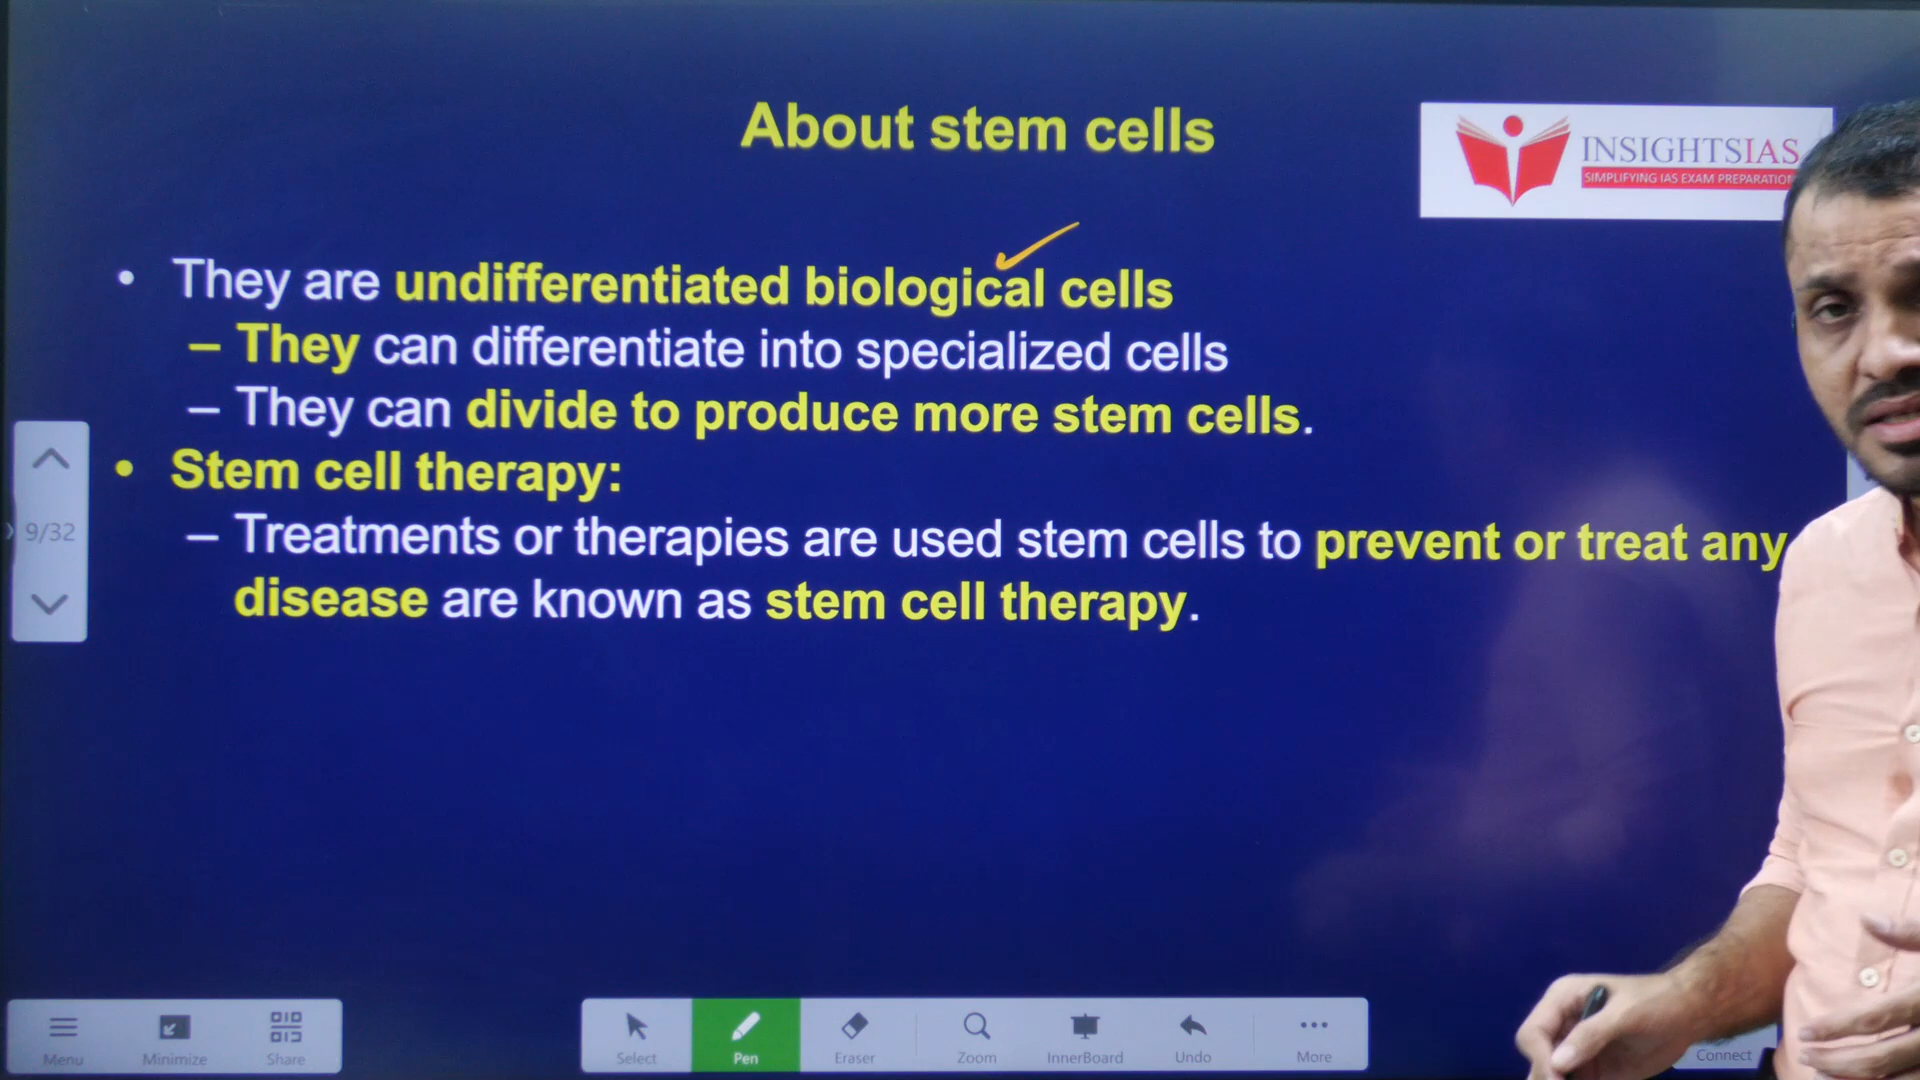 About stem cells
INSIGHTSIAS
SIMPLIFYING IAS EXAM PREPARATION
• They are undifferentiated biological cells
– They can differentiate into specialized cells
– They can divide to produce more stem cells.
• Stem cell therapy:
– Treatments or therapies are used stem cells to prevent or treat any
disease are known as stem cell therapy.
9/32
Menu Minimize Share Select Pen Eraser Zoom InnerBoard Undo More Connect